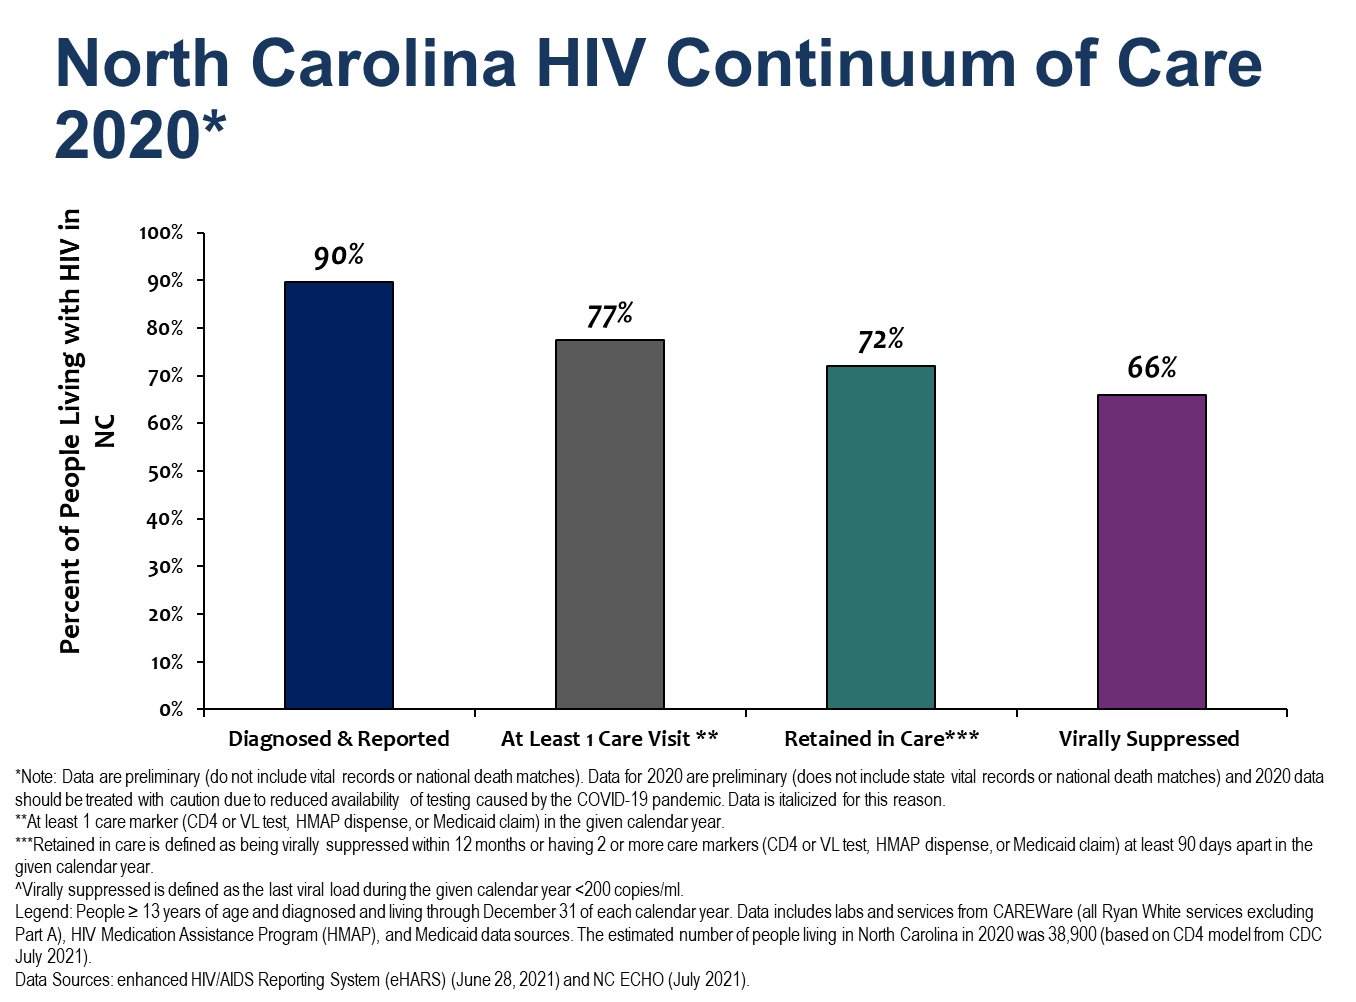 North Carolina HIV Continuum of Care
2020*
Percent of People Living with HIV in
NC
100%
90%
80%
70%
60%
50%
40%
30%
20%
10%
0%
90%
77%
72%
66%
Diagnosed & Reported
At Least 1 Care Visit **
Retained in Care***
Virally Suppressed
*Note: Data are preliminary (do not include vital records or national death matches). Data for 2020 are preliminary (does not include state vital records or national death matches) and 2020 data
should be treated with caution due to reduced availability of testing caused by the COVID-19 pandemic. Data is italicized for this reason.
**At least 1 care marker (CD4 or VL test, HMAP dispense, or Medicaid claim) in the given calendar year.
***Retained in care is defined as being virally suppressed within 12 months or having 2 or more care markers (CD4 or VL test, HMAP dispense, or Medicaid claim) at least 90 days apart in the
given calendar year.
^Virally suppressed is defined as the last viral load during the given calendar year <200 copies/ml.
Legend: People ≥ 13 years of age and diagnosed and living through December 31 of each calendar year. Data includes labs and services from CAREWare (all Ryan White services excluding
Part A), HIV Medication Assistance Program (HMAP), and Medicaid data sources. The estimated number of people living in North Carolina in 2020 was 38,900 (based on CD4 model from CDC
July 2021).
Data Sources: enhanced HIV/AIDS Reporting System (eHARS) (June 28, 2021) and NC ECHO (July 2021).